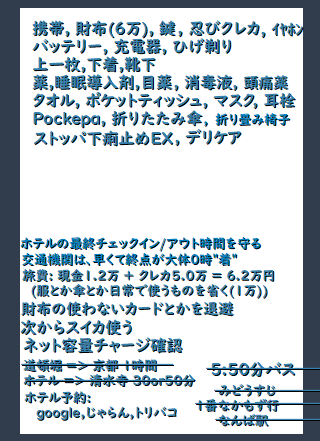 携帯, 財布(6万), 鍵, 忍びクレカ, イヤホン
バッテリー, 充電器, ひげ剃り
上一枚,下着,靴下
薬,睡眠導入剤,目薬, 消毒液, 頭痛薬
タオル, ポケットティッシュ, マスク, 耳栓
Pockepa, 折りたたみ傘, 折り畳み椅子
ストッパ下痢止めEX, デリケア
ホテルの最終チェックイン/アウト時間を守る
交通機関は、早くて終点が大体0時"着"
旅費: 現金1.2万 + クレカ5.0万 = 6.2万円
(服とか傘とか日常で使うものを省く(1万))
財布の使わないカードとかを退避
次からスイカ使う
ネット容量チャージ確認
道頓堀 => 京都 1時間
ホテル => 清水寺 30or50分
ホテル予約:
google,じゃらん,トリバコ
5:50分バス
みどうすじ
1番なかもず行
なんば駅